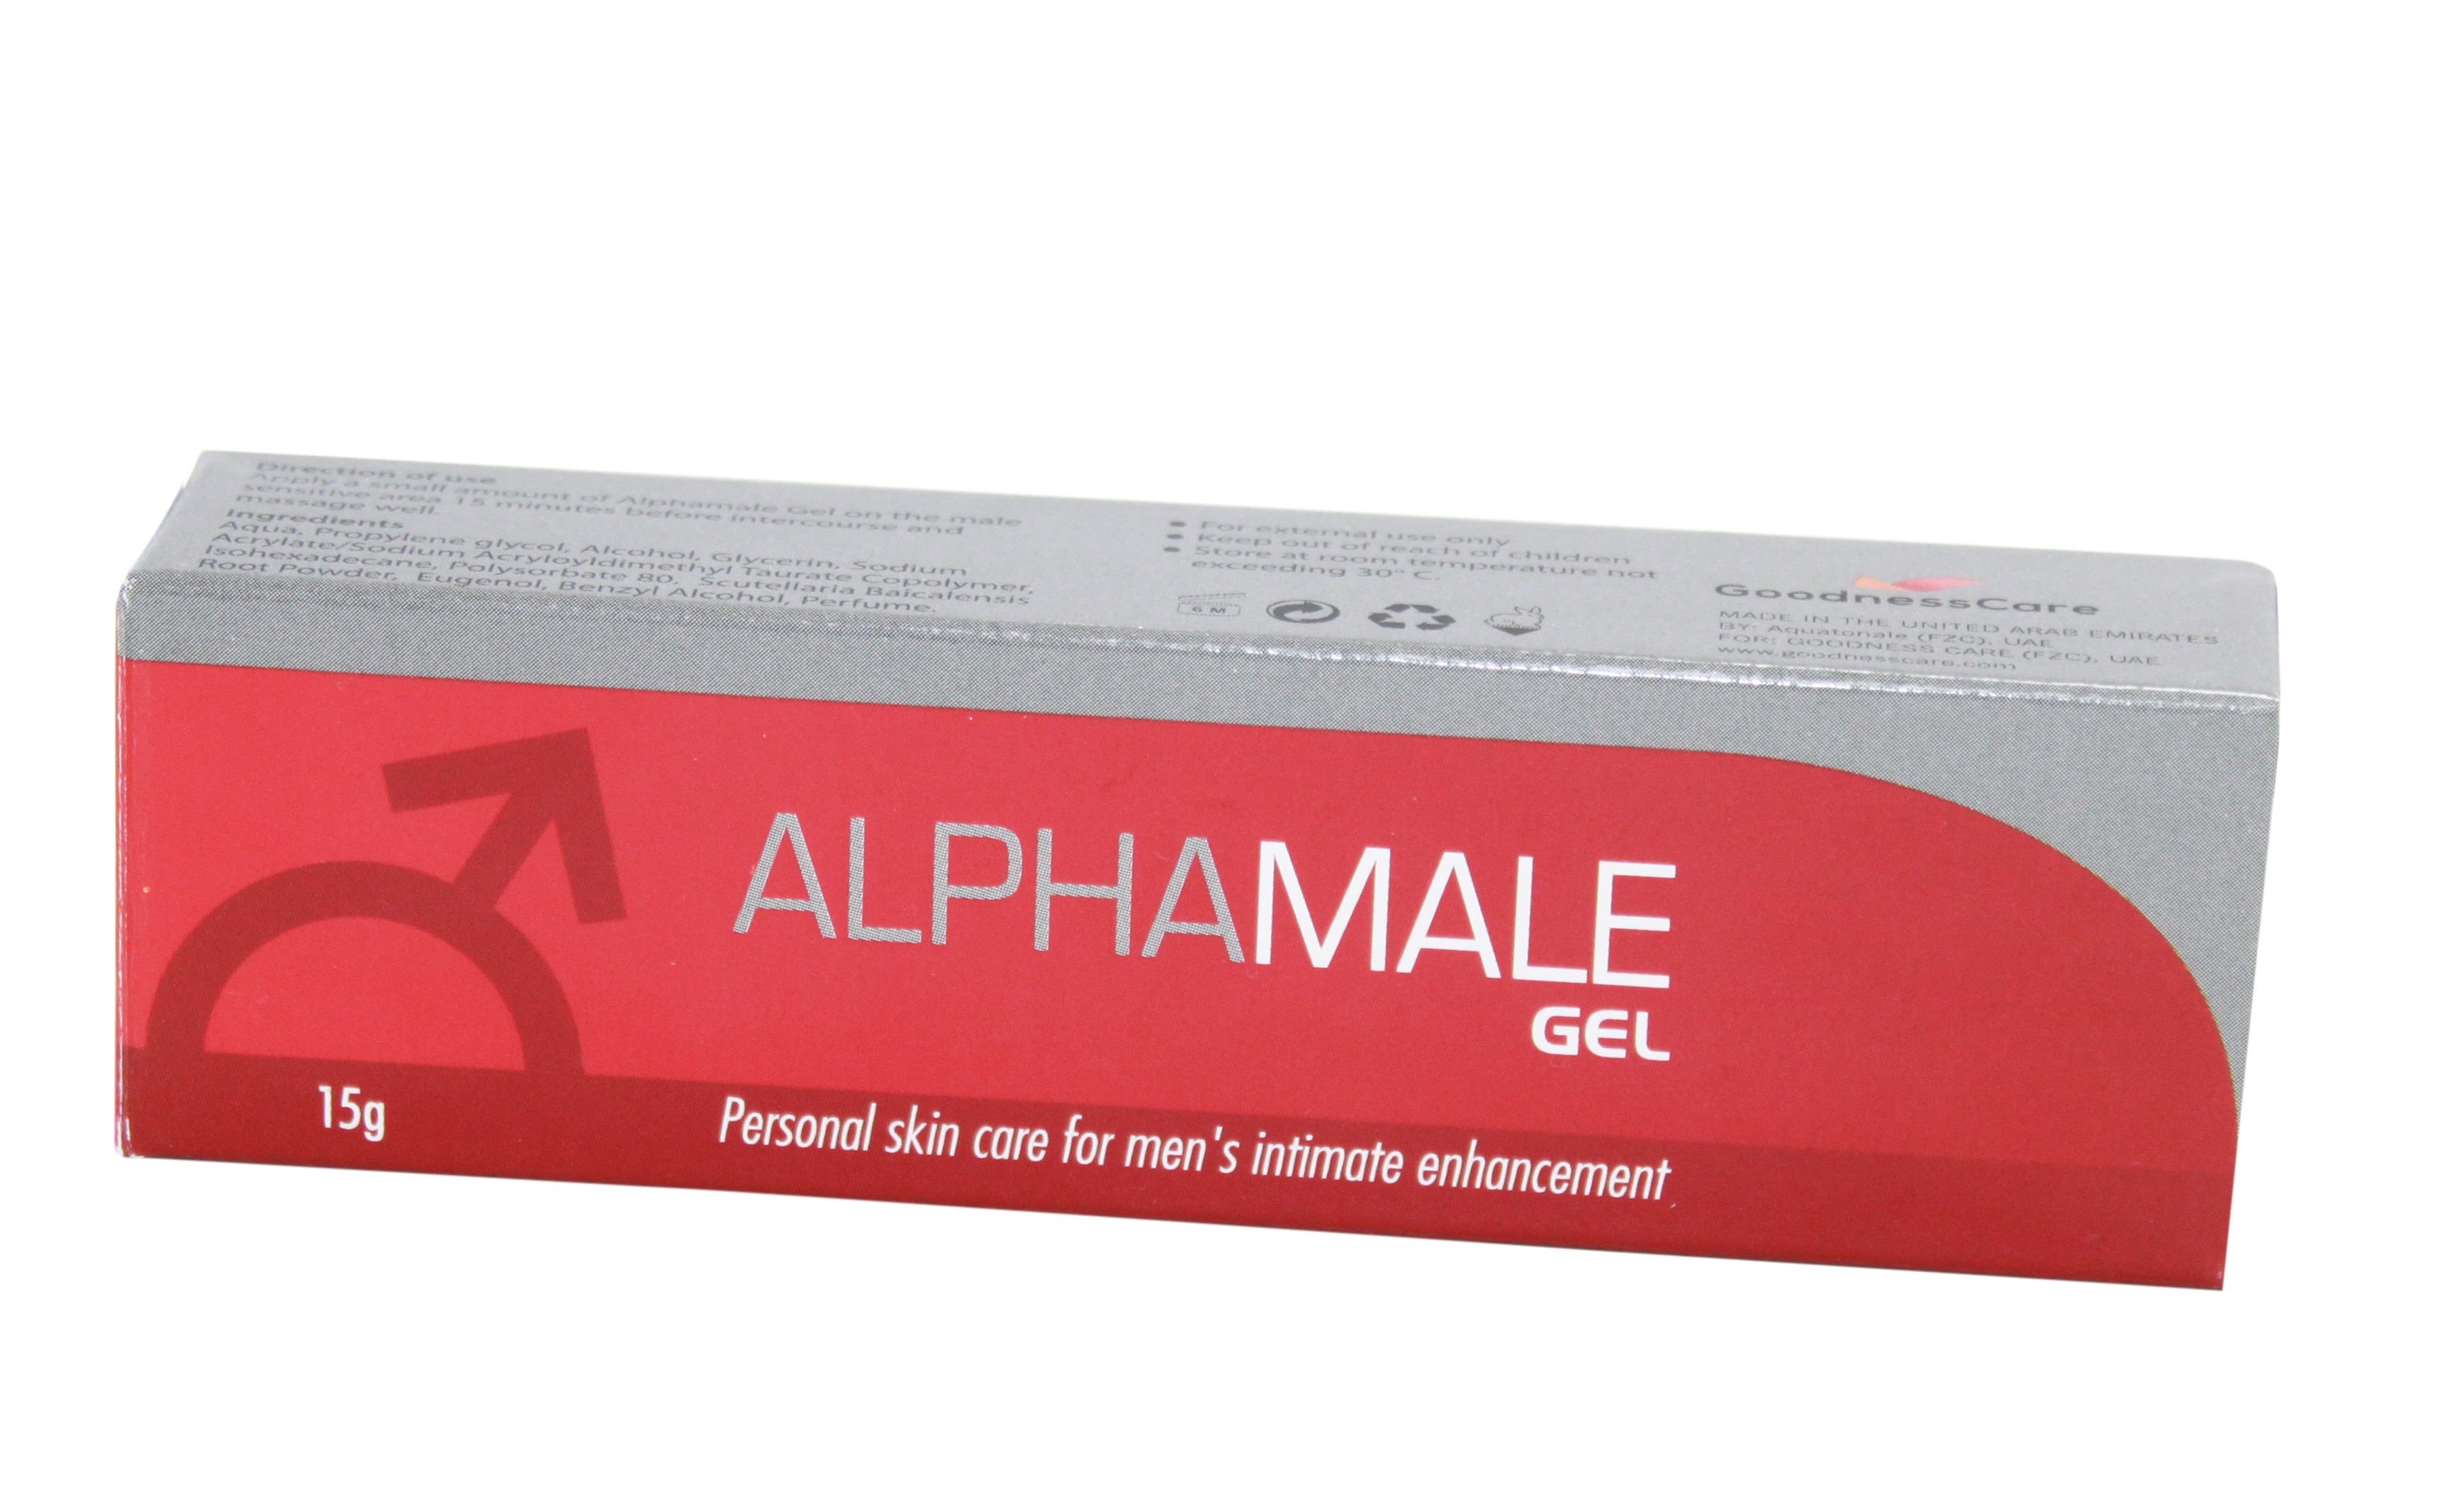 Direction of use
Apply a small amount of Alphamale Gel on the male
sensitive area 15 minutes before intercourse and
massage well.
Ingredients
Aqua, Propylene glycol, Alcohol, Glycerin, Sodium
Acrylate/Sodium Acryloyldimethyl Taurate Copolymer,
Isohexadecane, Polysorbate 80, Scutellaria Baicalensis
Root Powder, Eugenol, Benzyl Alcohol, Perfume.
• For external use only
• Keep out of reach of children
• Store at room temperature not
exceeding 30° C.
6 M
GoodnessCare
MADE IN THE UNITED ARAB EMIRATES
BY: Aquatonale (FZC), UAE
FOR: GOODNESS CARE (FZC), UAE
www.goodnesscare.com
ALPHAMALE
GEL
15g
Personal skin care for men's intimate enhancement